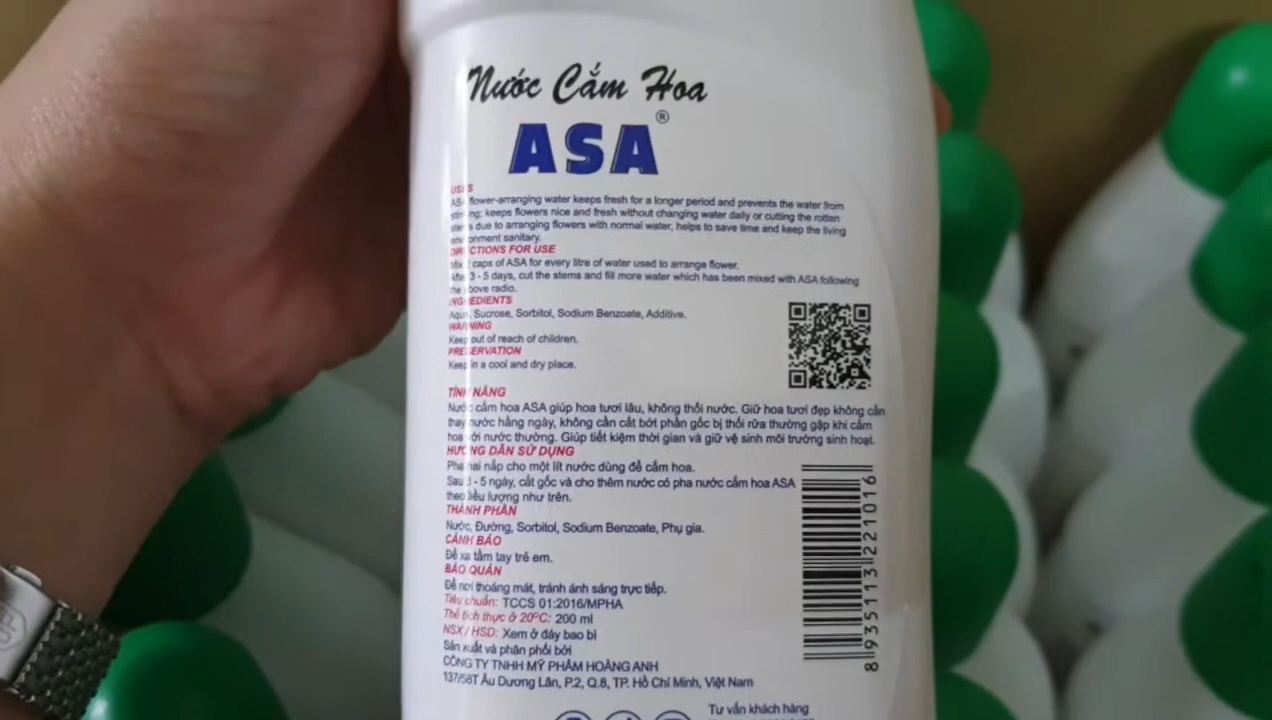 Nước Cắm Hoa
ASA®
USES
ASA flower-arranging water keeps fresh for a longer period and prevents the water from
stinking; keeps flowers nice and fresh without changing water daily or cutting the rotten
stems due to arranging flowers with normal water, helps to save time and keep the living
environment sanitary.
DIRECTIONS FOR USE
Mix 2 caps of ASA for every litre of water used to arrange flower.
After 3 - 5 days, cut the stems and fill more water which has been mixed with ASA following
the above radio.
INGREDIENTS
Aqua, Sucrose, Sorbitol, Sodium Benzoate, Additive.
WARNING
Keep out of reach of children.
PRESERVATION
Keep in a cool and dry place.
TÍNH NĂNG
Nước cắm hoa ASA giúp hoa tươi lâu, không thối nước. Giữ hoa tươi đẹp không cần
thay nước hằng ngày, không cần cắt bớt phần gốc bị thối rữa thường gặp khi cắm
hoa với nước thường. Giúp tiết kiệm thời gian và giữ vệ sinh môi trường sinh hoạt.
HƯỚNG DẪN SỬ DỤNG
Pha hai nắp cho một lít nước dùng để cắm hoa.
Sau 3 - 5 ngày, cắt gốc và cho thêm nước có pha nước cắm hoa ASA
theo liều lượng như trên.
THÀNH PHẦN
Nước, Đường, Sorbitol, Sodium Benzoate, Phụ gia.
CẢNH BÁO
Để xa tầm tay trẻ em.
BẢO QUẢN
Để nơi thoáng mát, tránh ánh sáng trực tiếp.
Tiêu chuẩn: TCCS 01:2016/MPHA
Thể tích thực ở 20°C: 200 ml
NSX / HSD: Xem ở đáy bao bì
Sản xuất và phân phối bởi
CÔNG TY TNHH MỸ PHẨM HOÀNG ANH
137/58T Âu Dương Lân, P.2, Q.8, TP. Hồ Chí Minh, Việt Nam
Tư vấn khách hàng
8 935113 221016